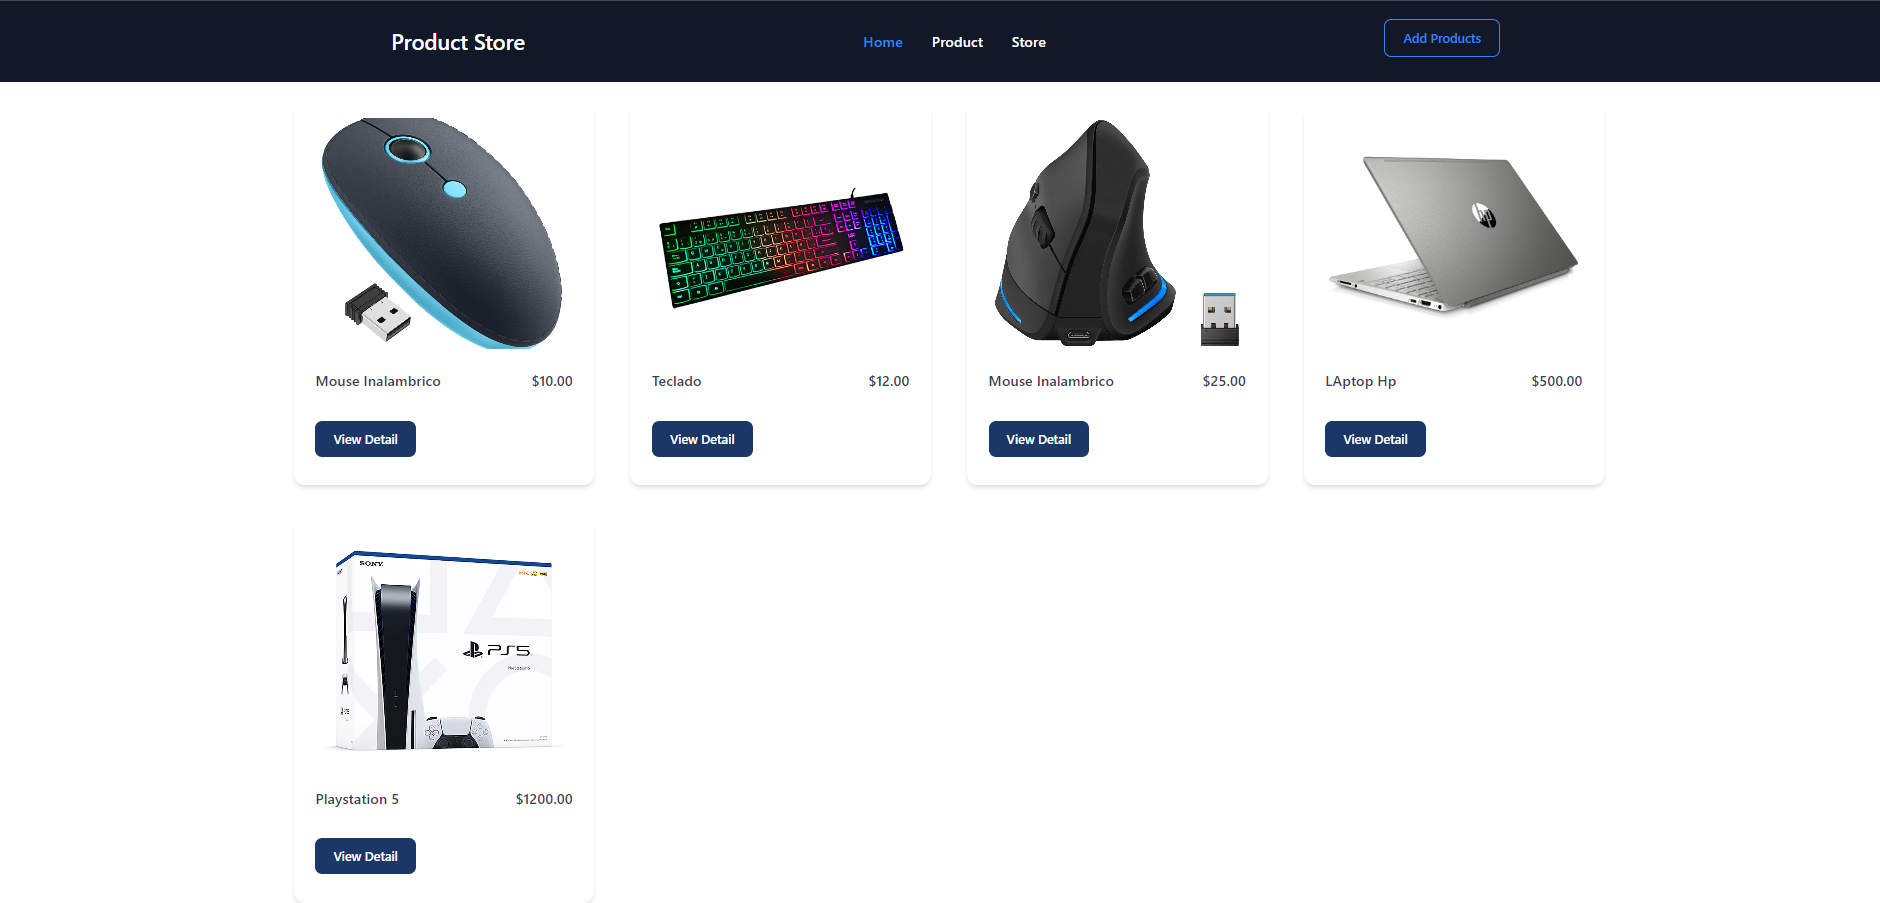 Product Store
Home Product Store
Add Products
Mouse Inalambrico $10.00
View Detail
Teclado $12.00
View Detail
Mouse Inalambrico $25.00
View Detail
LAptop Hp $500.00
View Detail
SONY
PS5
Playstation 5 $1200.00
View Detail